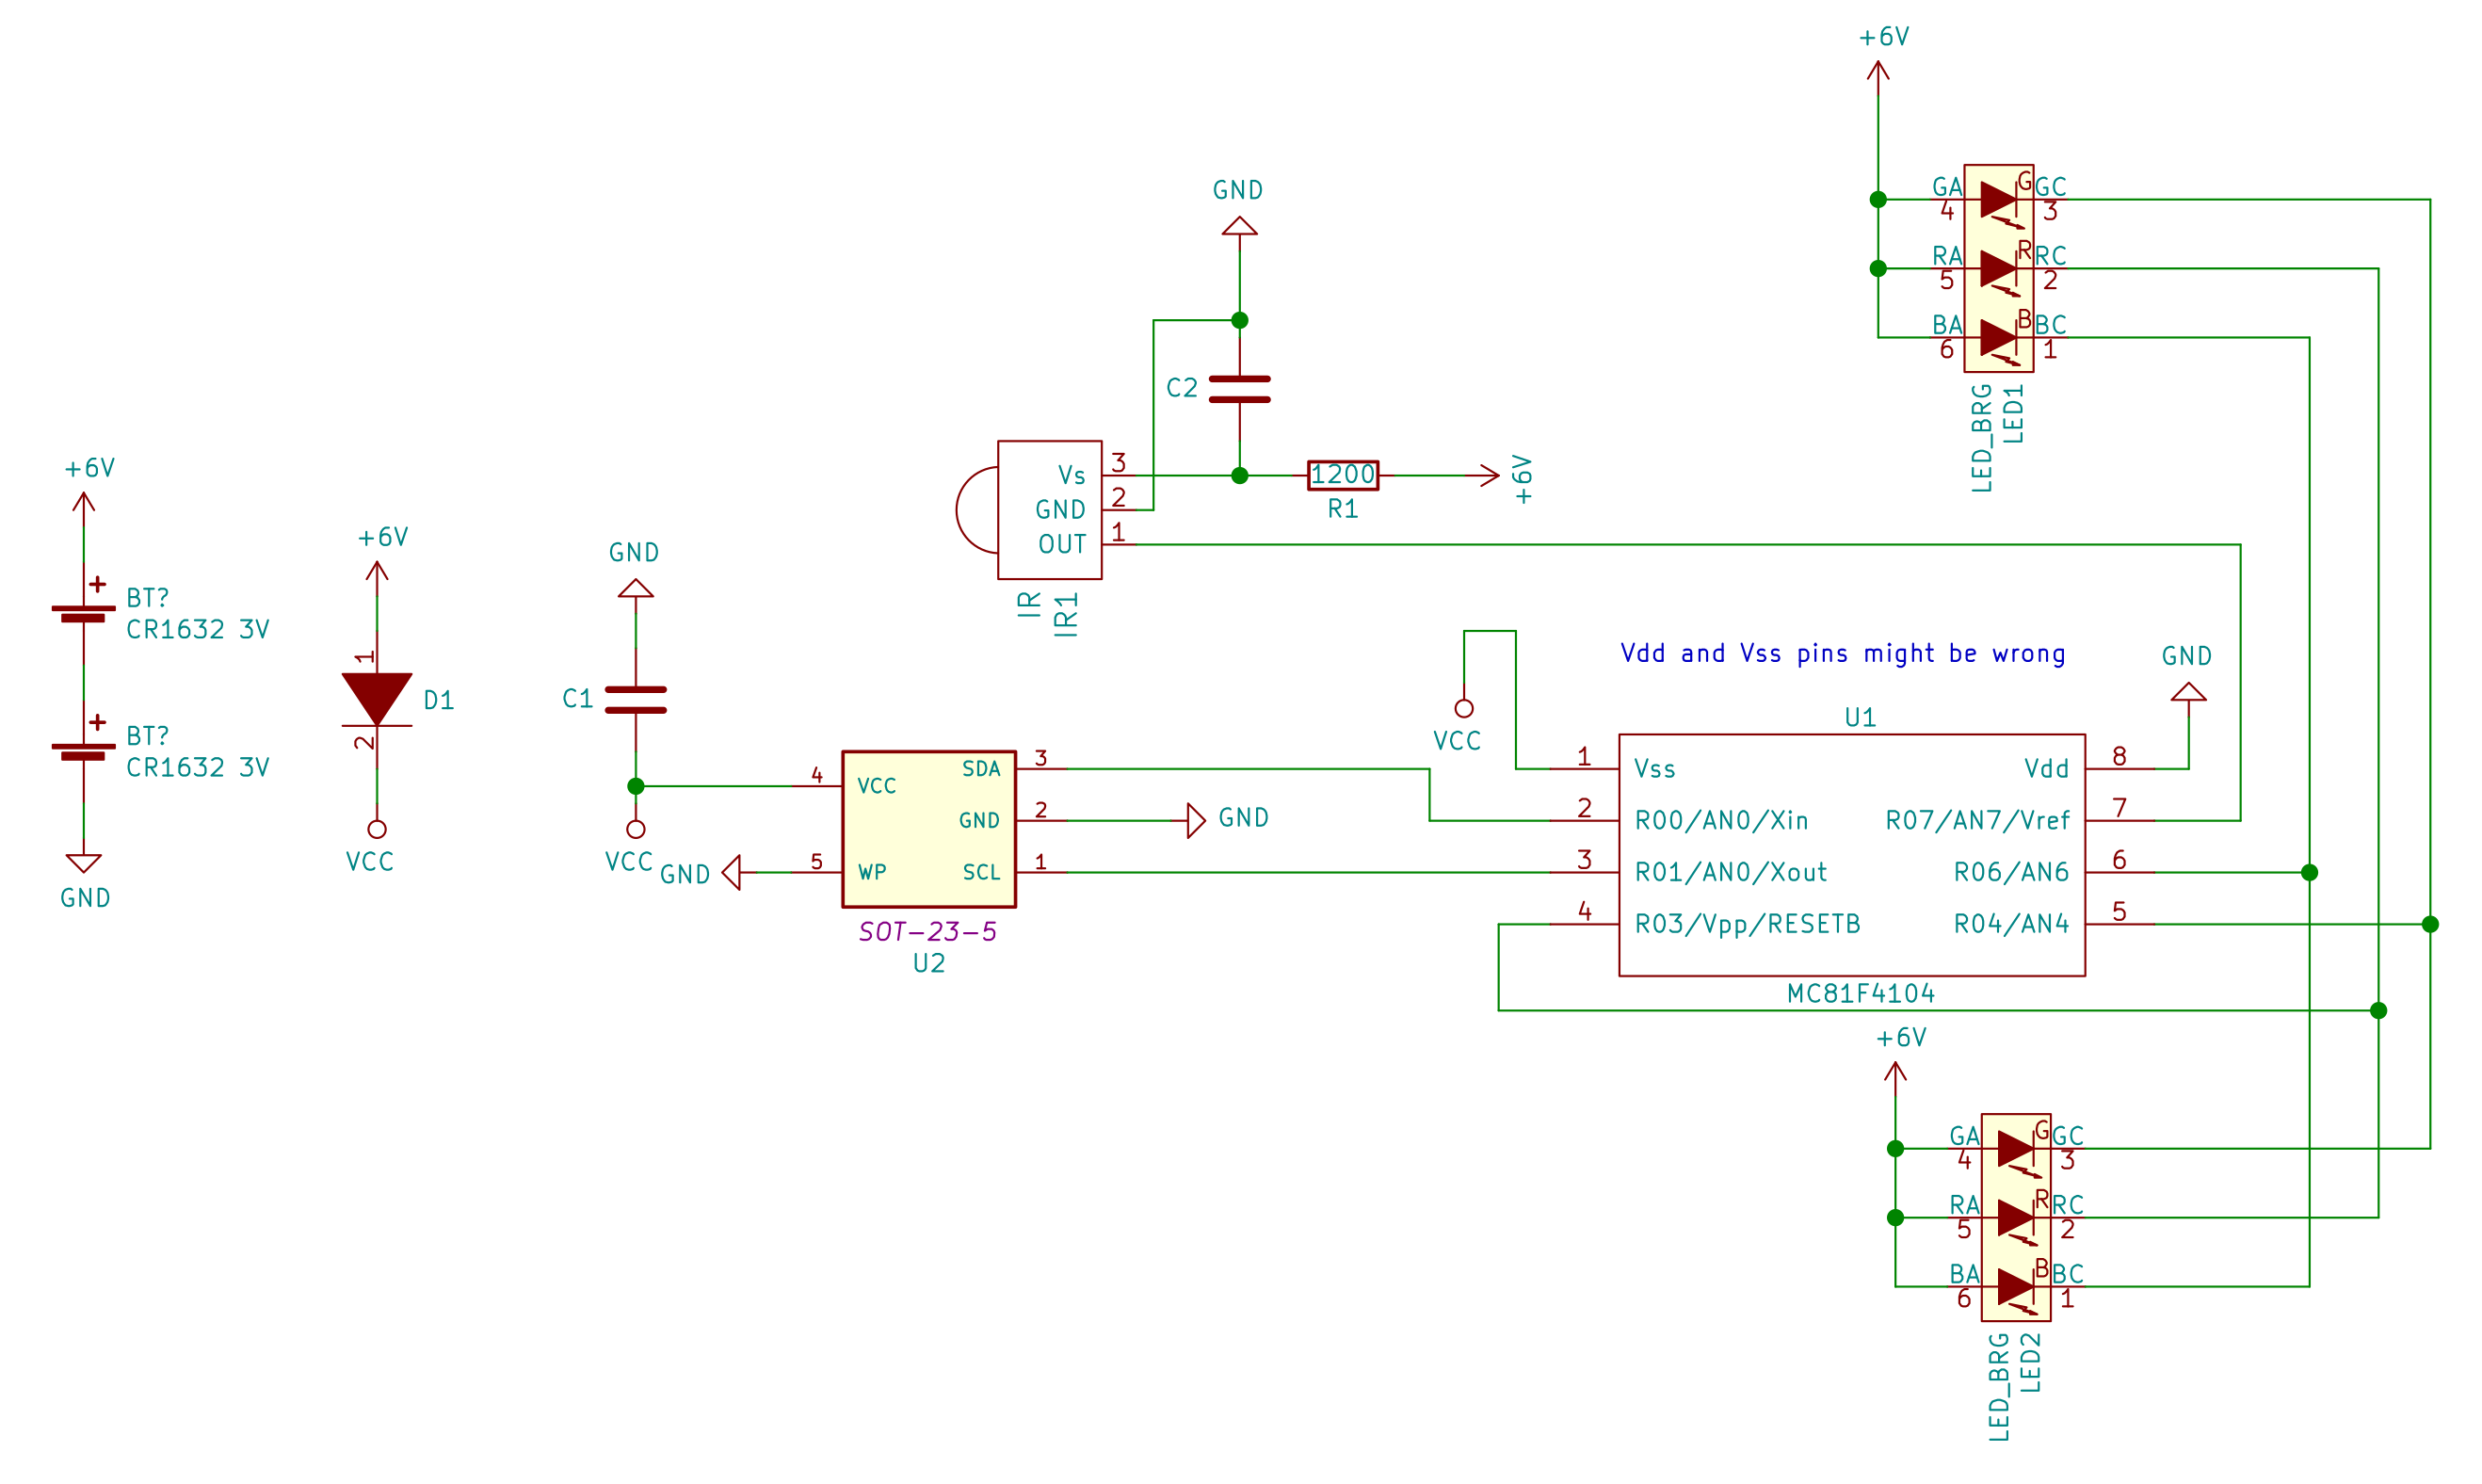 +6V
GA
4
G
GC
3
RA
5
R
RC
2
BA
6
B
BC
1
LED_BRG
LED1
GND
C2
+6V
1200
R1
Vs
3
GND
2
OUT
1
IR
IR1
+6V
+
BT?
CR1632 3V
+
BT?
CR1632 3V
GND
+6V
1
D1
2
VCC
GND
C1
VCC
GND
4
VCC
5
WP
SDA
3
GND
2
SCL
1
SOT-23-5
U2
GND
VCC
Vdd and Vss pins might be wrong
GND
U1
1
Vss
Vdd
8
2
R00/AN0/Xin
R07/AN7/Vref
7
3
R01/AN0/Xout
R06/AN6
6
4
R03/Vpp/RESETB
R04/AN4
5
MC81F4104
+6V
GA
4
G
GC
3
RA
5
R
RC
2
BA
6
B
BC
1
LED_BRG
LED2